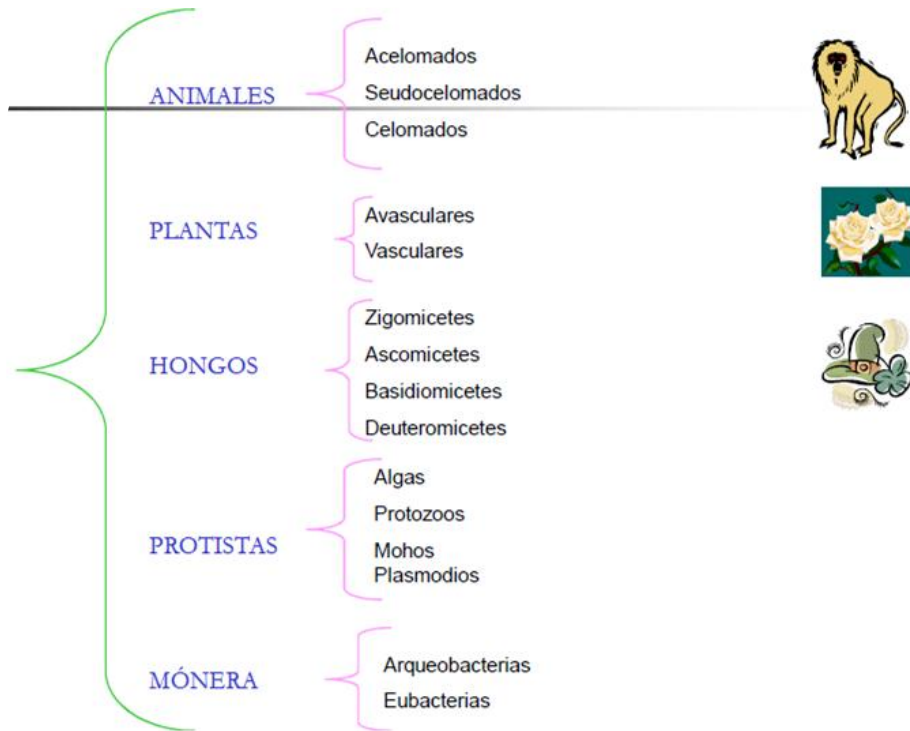 ANIMALES
Acelomados
Seudocelomados
Celomados
PLANTAS
Avasculares
Vasculares
HONGOS
Zigomicetes
Ascomicetes
Basidiomicetes
Deuteromicetes
PROTISTAS
Algas
Protozoos
Mohos
Plasmodios
MÓNERA
Arqueobacterias
Eubacterias